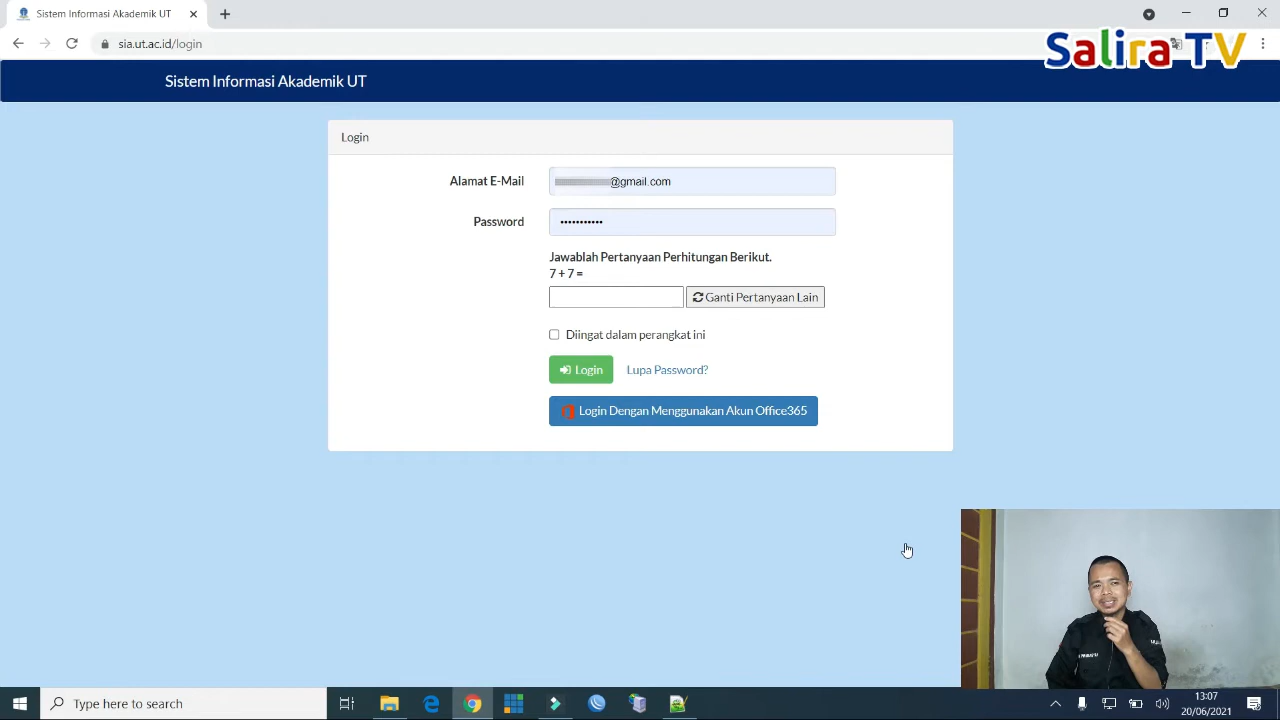 Sistem Informasi Akademik UT
sia.ut.ac.id/login
Salira TV
Sistem Informasi Akademik UT
Login
Alamat E-Mail
@gmail.com
Password
Jawablah Pertanyaan Perhitungan Berikut.
7 + 7 =
Ganti Pertanyaan Lain
Diingat dalam perangkat ini
Login
Lupa Password?
Login Dengan Menggunakan Akun Office365
Type here to search
13:07
20/06/2021